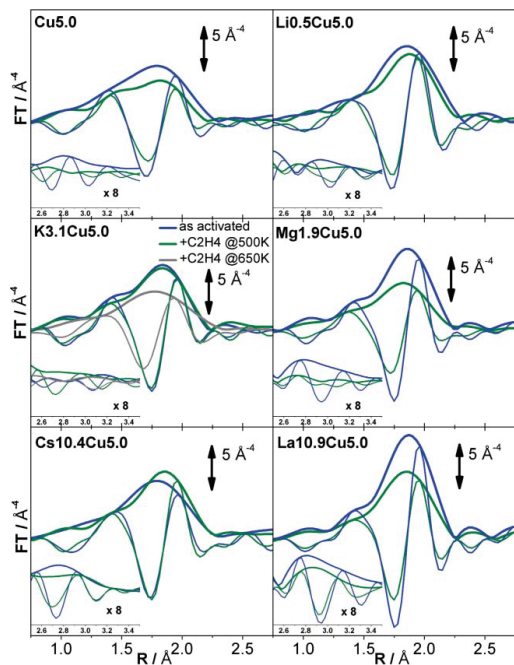 Cu5.0
5 Å-4
FT / Å-4
x 8
2.6 2.8 3.0 3.2 3.4
Li0.5Cu5.0
5 Å-4
x 8
2.6 2.8 3.0 3.2 3.4
K3.1Cu5.0
as activated
+C2H4 @500K
+C2H4 @650K
5 Å-4
FT / Å-4
x 8
2.6 2.8 3.0 3.2 3.4
Mg1.9Cu5.0
5 Å-4
x 8
2.6 2.8 3.0 3.2 3.4
Cs10.4Cu5.0
5 Å-4
FT / Å-4
x 8
2.6 2.8 3.0 3.2 3.4
1.0 1.5 2.0 2.5
R / Å
La10.9Cu5.0
5 Å-4
x 8
2.6 2.8 3.0 3.2 3.4
1.0 1.5 2.0 2.5
R / Å